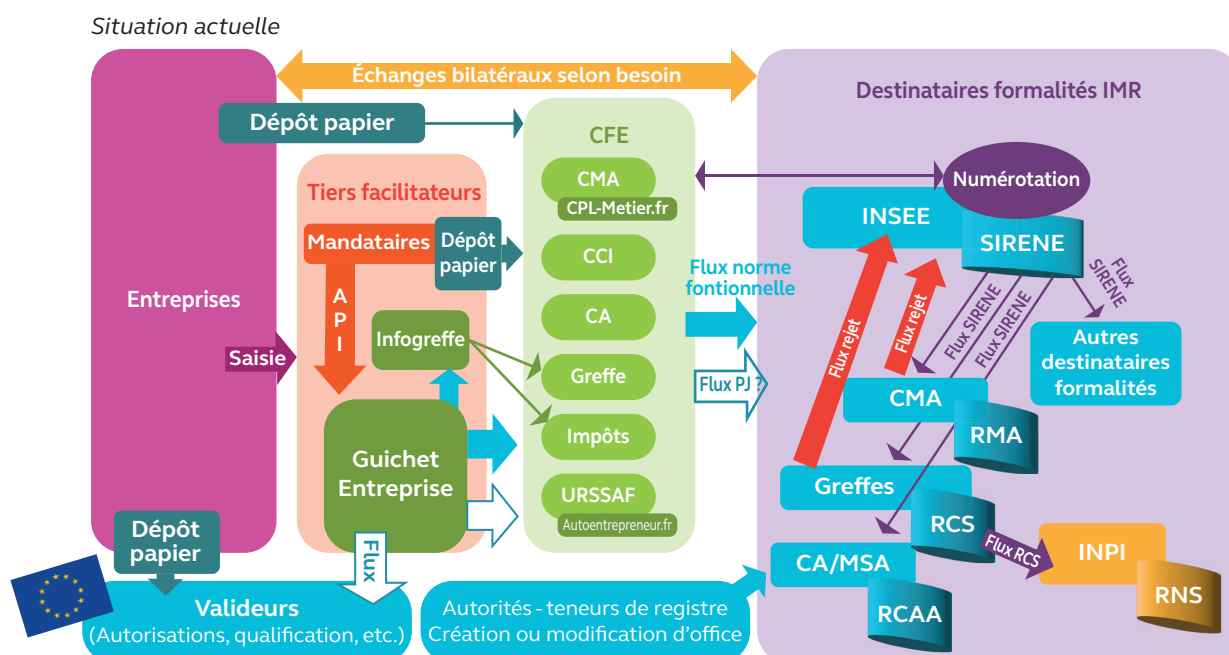 Situation actuelle
Échanges bilatéraux selon besoin
Dépôt papier
Entreprises
Saisie
Dépôt
papier
Tiers facilitateurs
Mandataires
Dépôt
papier
A
P
I
Infogreffe
Guichet
Entreprise
Flux
CFE
CMA
CPL-Metier.fr
CCI
CA
Greffe
Impôts
URSSAF
Autoentrepreneur.fr
Flux norme
fontionnelle
Flux PJ ?
Destinataires formalités IMR
Numérotation
INSEE
SIRENE
Flux rejet
Flux rejet
Flux SIRENE
Flux SIRENE
Flux
SIRENE
Autres
destinataires
formalités
CMA
RMA
Greffes
RCS
Flux RCS
INPI
RNS
CA/MSA
RCAA
Valideurs
(Autorisations, qualification, etc.)
Autorités - teneurs de registre
Création ou modification d’office